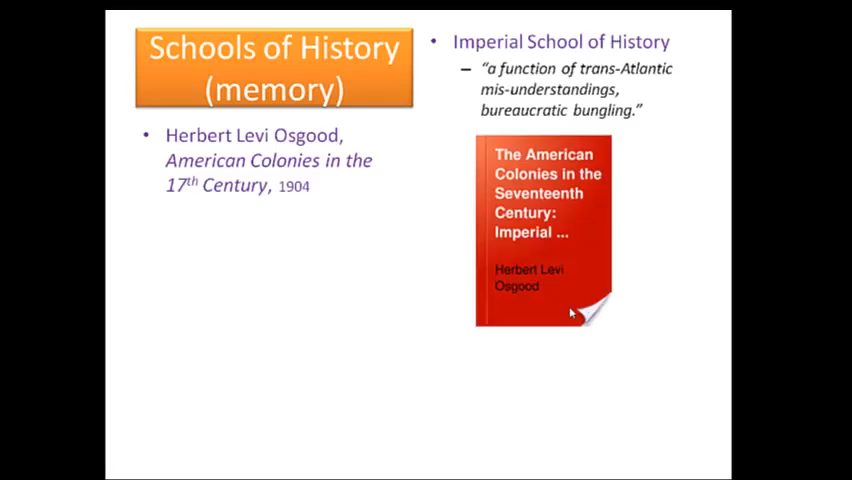 Schools of History
(memory)
• Herbert Levi Osgood,
American Colonies in the
17th Century, 1904
• Imperial School of History
– "a function of trans-Atlantic
mis-understandings,
bureaucratic bungling."
The American
Colonies in the
Seventeenth
Century:
Imperial ...
Herbert Levi
Osgood